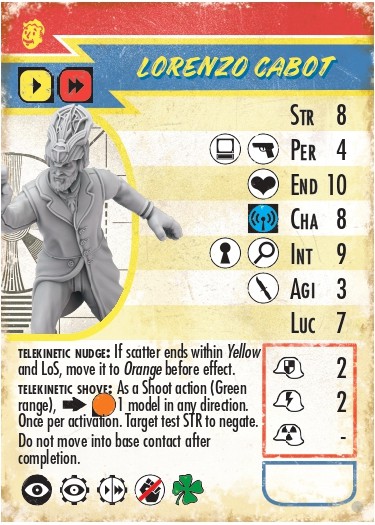 LORENZO CABOT
STR 8
PER 4
END 10
CHA 8
INT 9
AGI 3
LUC 7
TELEKINETIC NUDGE: If scatter ends within Yellow
and LoS, move it to Orange before effect.
TELEKINETIC SHOVE: As a Shoot action (Green
range), 1 model in any direction.
Once per activation. Target test STR to negate.
Do not move into base contact after
completion.
2
2
-